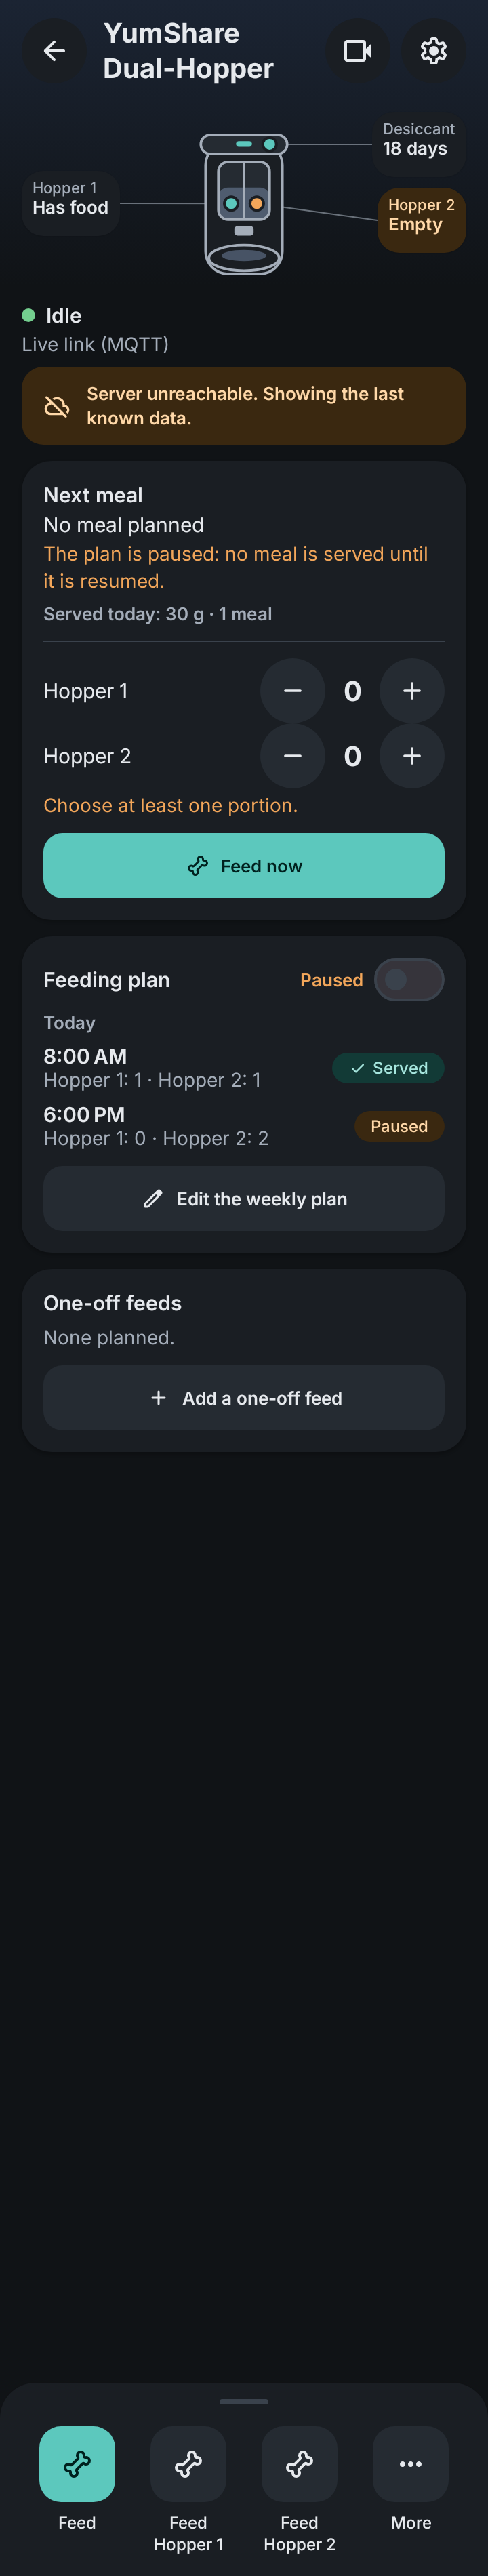 YumShare
Dual-Hopper
Desiccant
18 days
Hopper 1
Has food
Hopper 2
Empty
Idle
Live link (MQTT)
Server unreachable. Showing the last
known data.
Next meal
No meal planned
The plan is paused: no meal is served until
it is resumed.
Served today: 30 g · 1 meal
Hopper 1
0
Hopper 2
0
Choose at least one portion.
Feed now
Feeding plan
Paused
Today
8:00 AM
Hopper 1: 1 · Hopper 2: 1
Served
6:00 PM
Hopper 1: 0 · Hopper 2: 2
Paused
Edit the weekly plan
One-off feeds
None planned.
Add a one-off feed
Feed
Feed
Hopper 1
Feed
Hopper 2
More